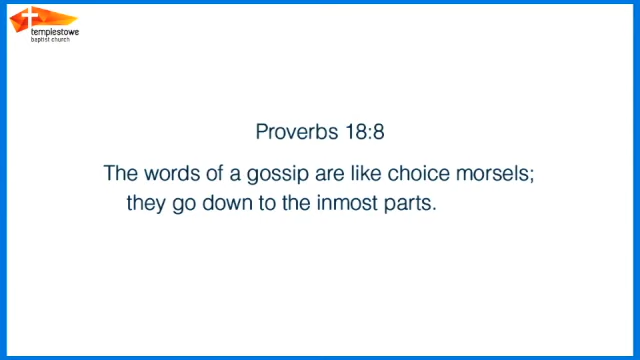 templestowe
baptist church
Proverbs 18:8
The words of a gossip are like choice morsels;
they go down to the inmost parts.